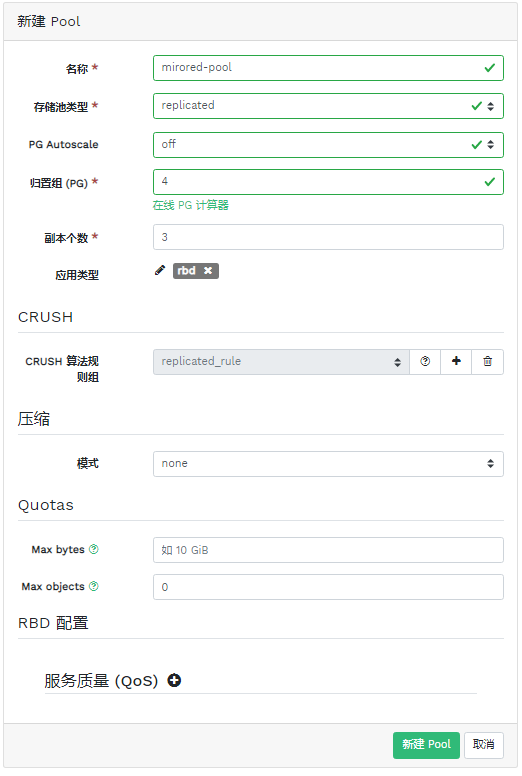 新建 Pool
名称 *
mirored-pool
存储池类型 *
replicated
PG Autoscale
off
归置组 (PG) *
4
在线 PG 计算器
副本个数 *
3
应用类型
rbd
CRUSH
CRUSH 算法规
则组
replicated_rule
压缩
模式
none
Quotas
Max bytes
如 10 GiB
Max objects
0
RBD 配置
服务质量 (QoS)
新建 Pool
取消